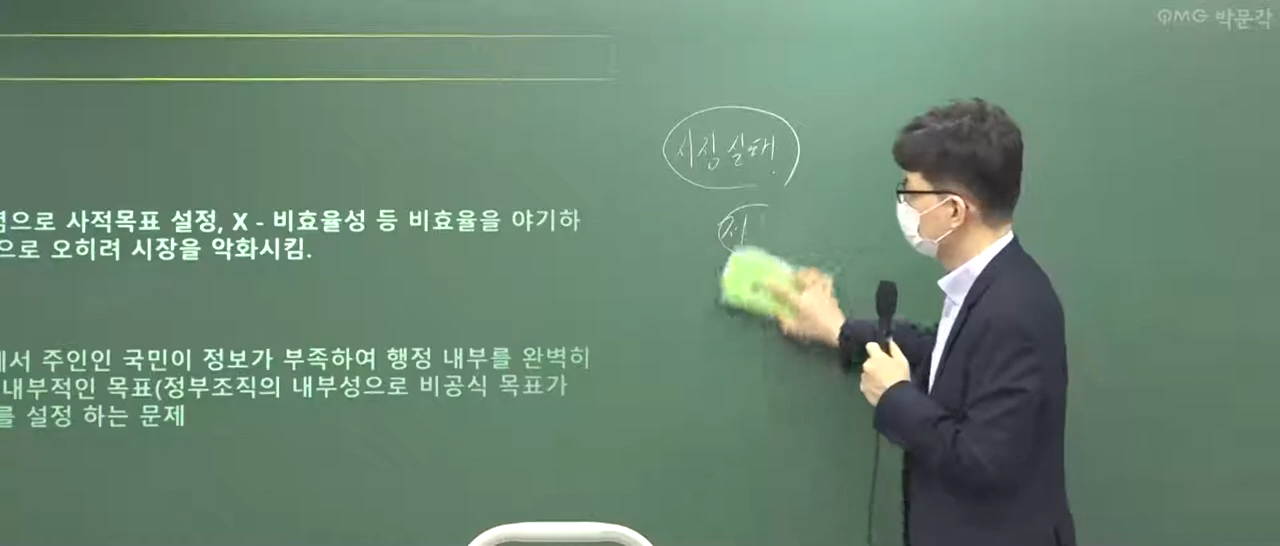 PMG 박문각
시장실패
정
으로 사적목표 설정, X - 비효율성 등 비효율을 야기하
으로 오히려 시장을 악화시킴.
에서 주인인 국민이 정보가 부족하여 행정 내부를 완벽히
내부적인 목표(정부조직의 내부성으로 비공식 목표가
를 설정 하는 문제